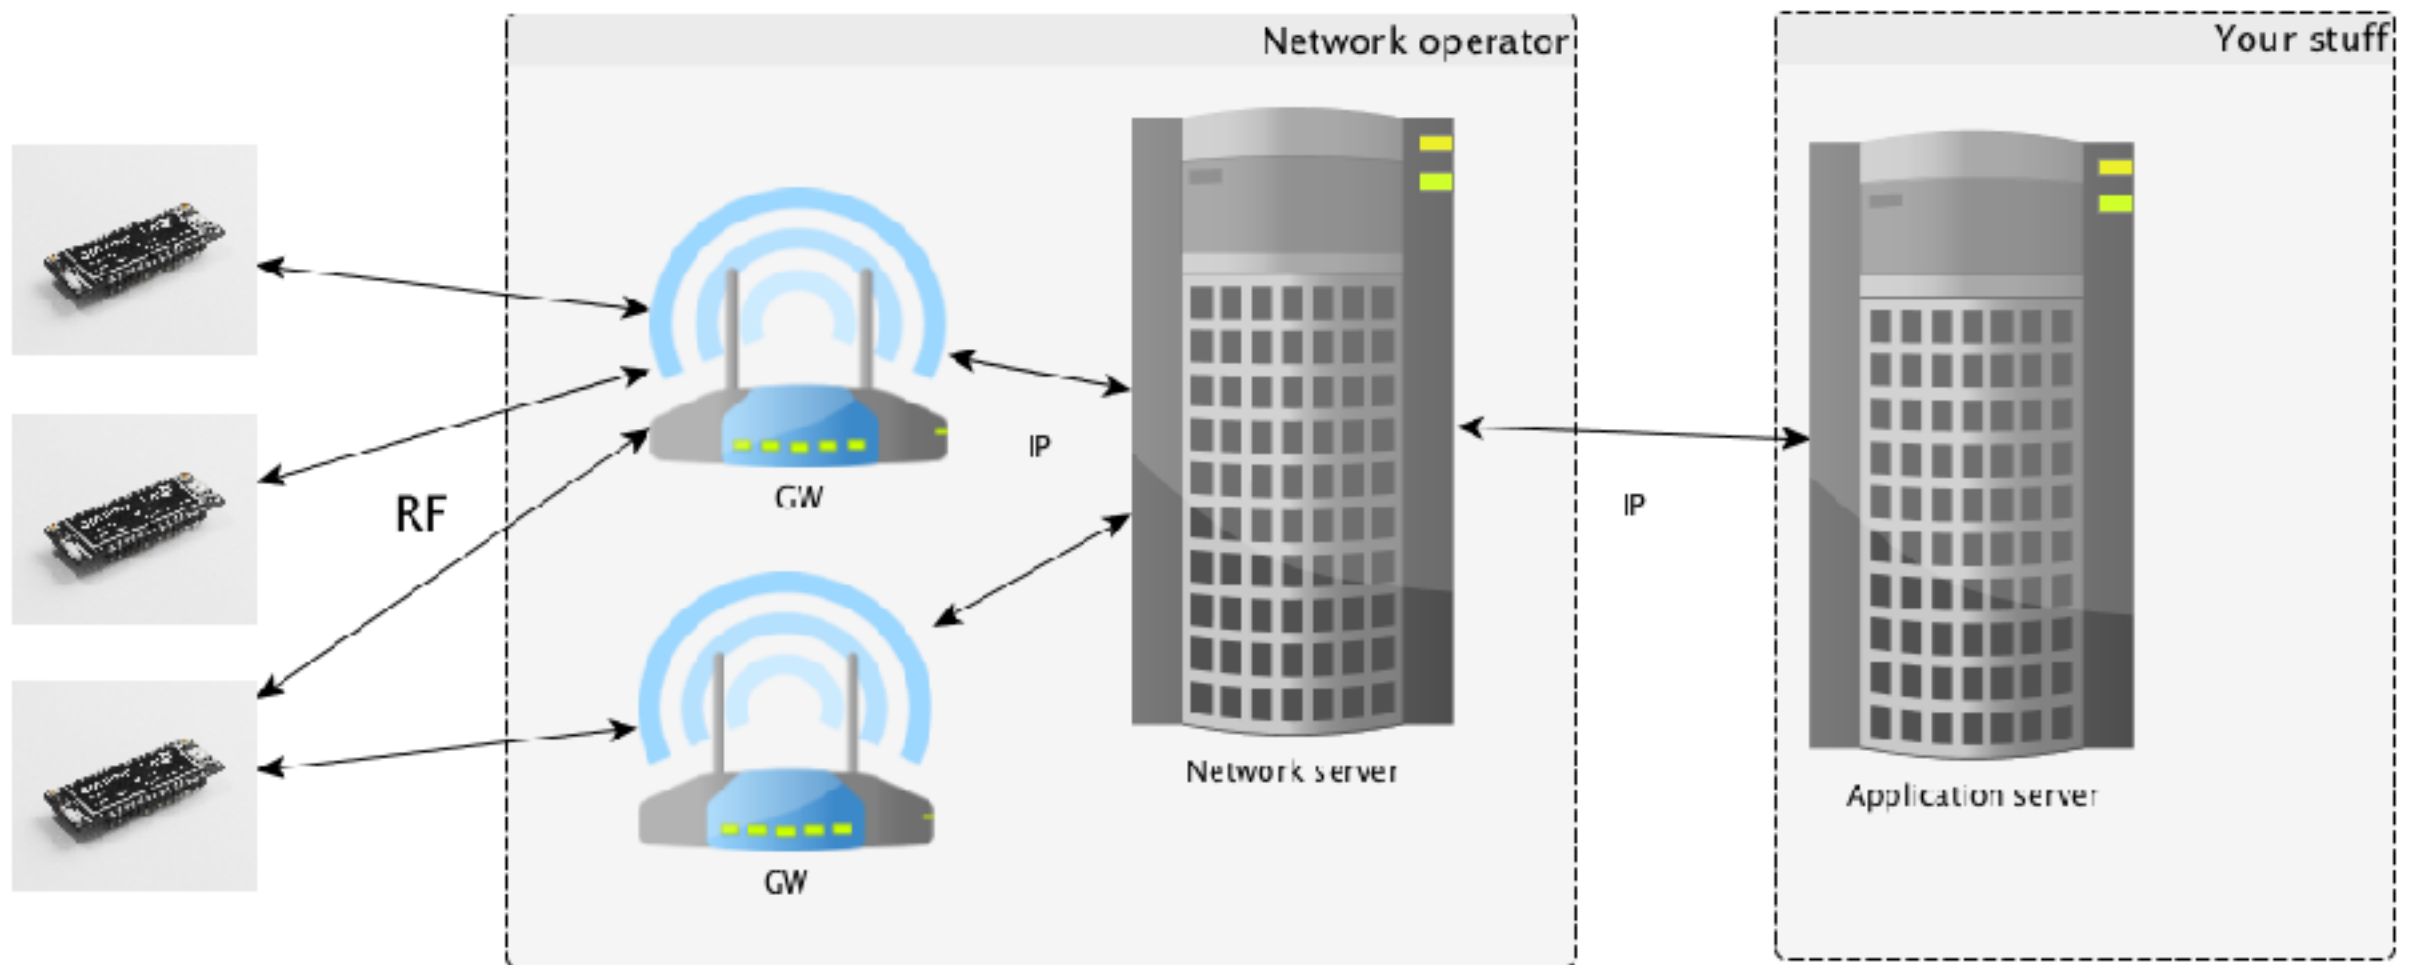 Network operator
Your stuff
RF
GW
IP
GW
Network server
IP
Application server